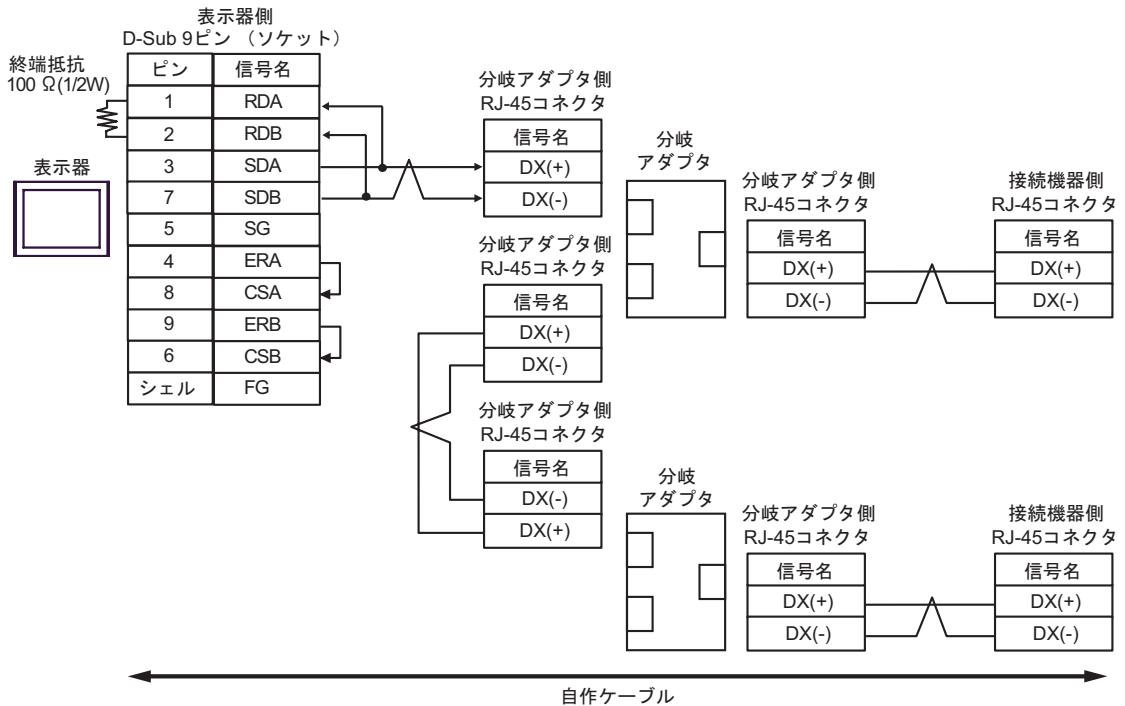 表示器側
D-Sub 9ピン （ソケット）
終端抵抗
100 Ω(1/2W)
表示器
ピン 信号名
1 RDA
2 RDB
3 SDA
7 SDB
5 SG
4 ERA
8 CSA
9 ERB
6 CSB
シェル FG
分岐アダプタ側
RJ-45コネクタ
信号名
DX(+)
DX(-)
分岐アダプタ側
RJ-45コネクタ
信号名
DX(+)
DX(-)
分岐アダプタ側
RJ-45コネクタ
信号名
DX(-)
DX(+)
分岐
アダプタ
分岐アダプタ側
RJ-45コネクタ
信号名
DX(+)
DX(-)
接続機器側
RJ-45コネクタ
信号名
DX(+)
DX(-)
分岐
アダプタ
分岐アダプタ側
RJ-45コネクタ
信号名
DX(+)
DX(-)
接続機器側
RJ-45コネクタ
信号名
DX(+)
DX(-)
自作ケーブル